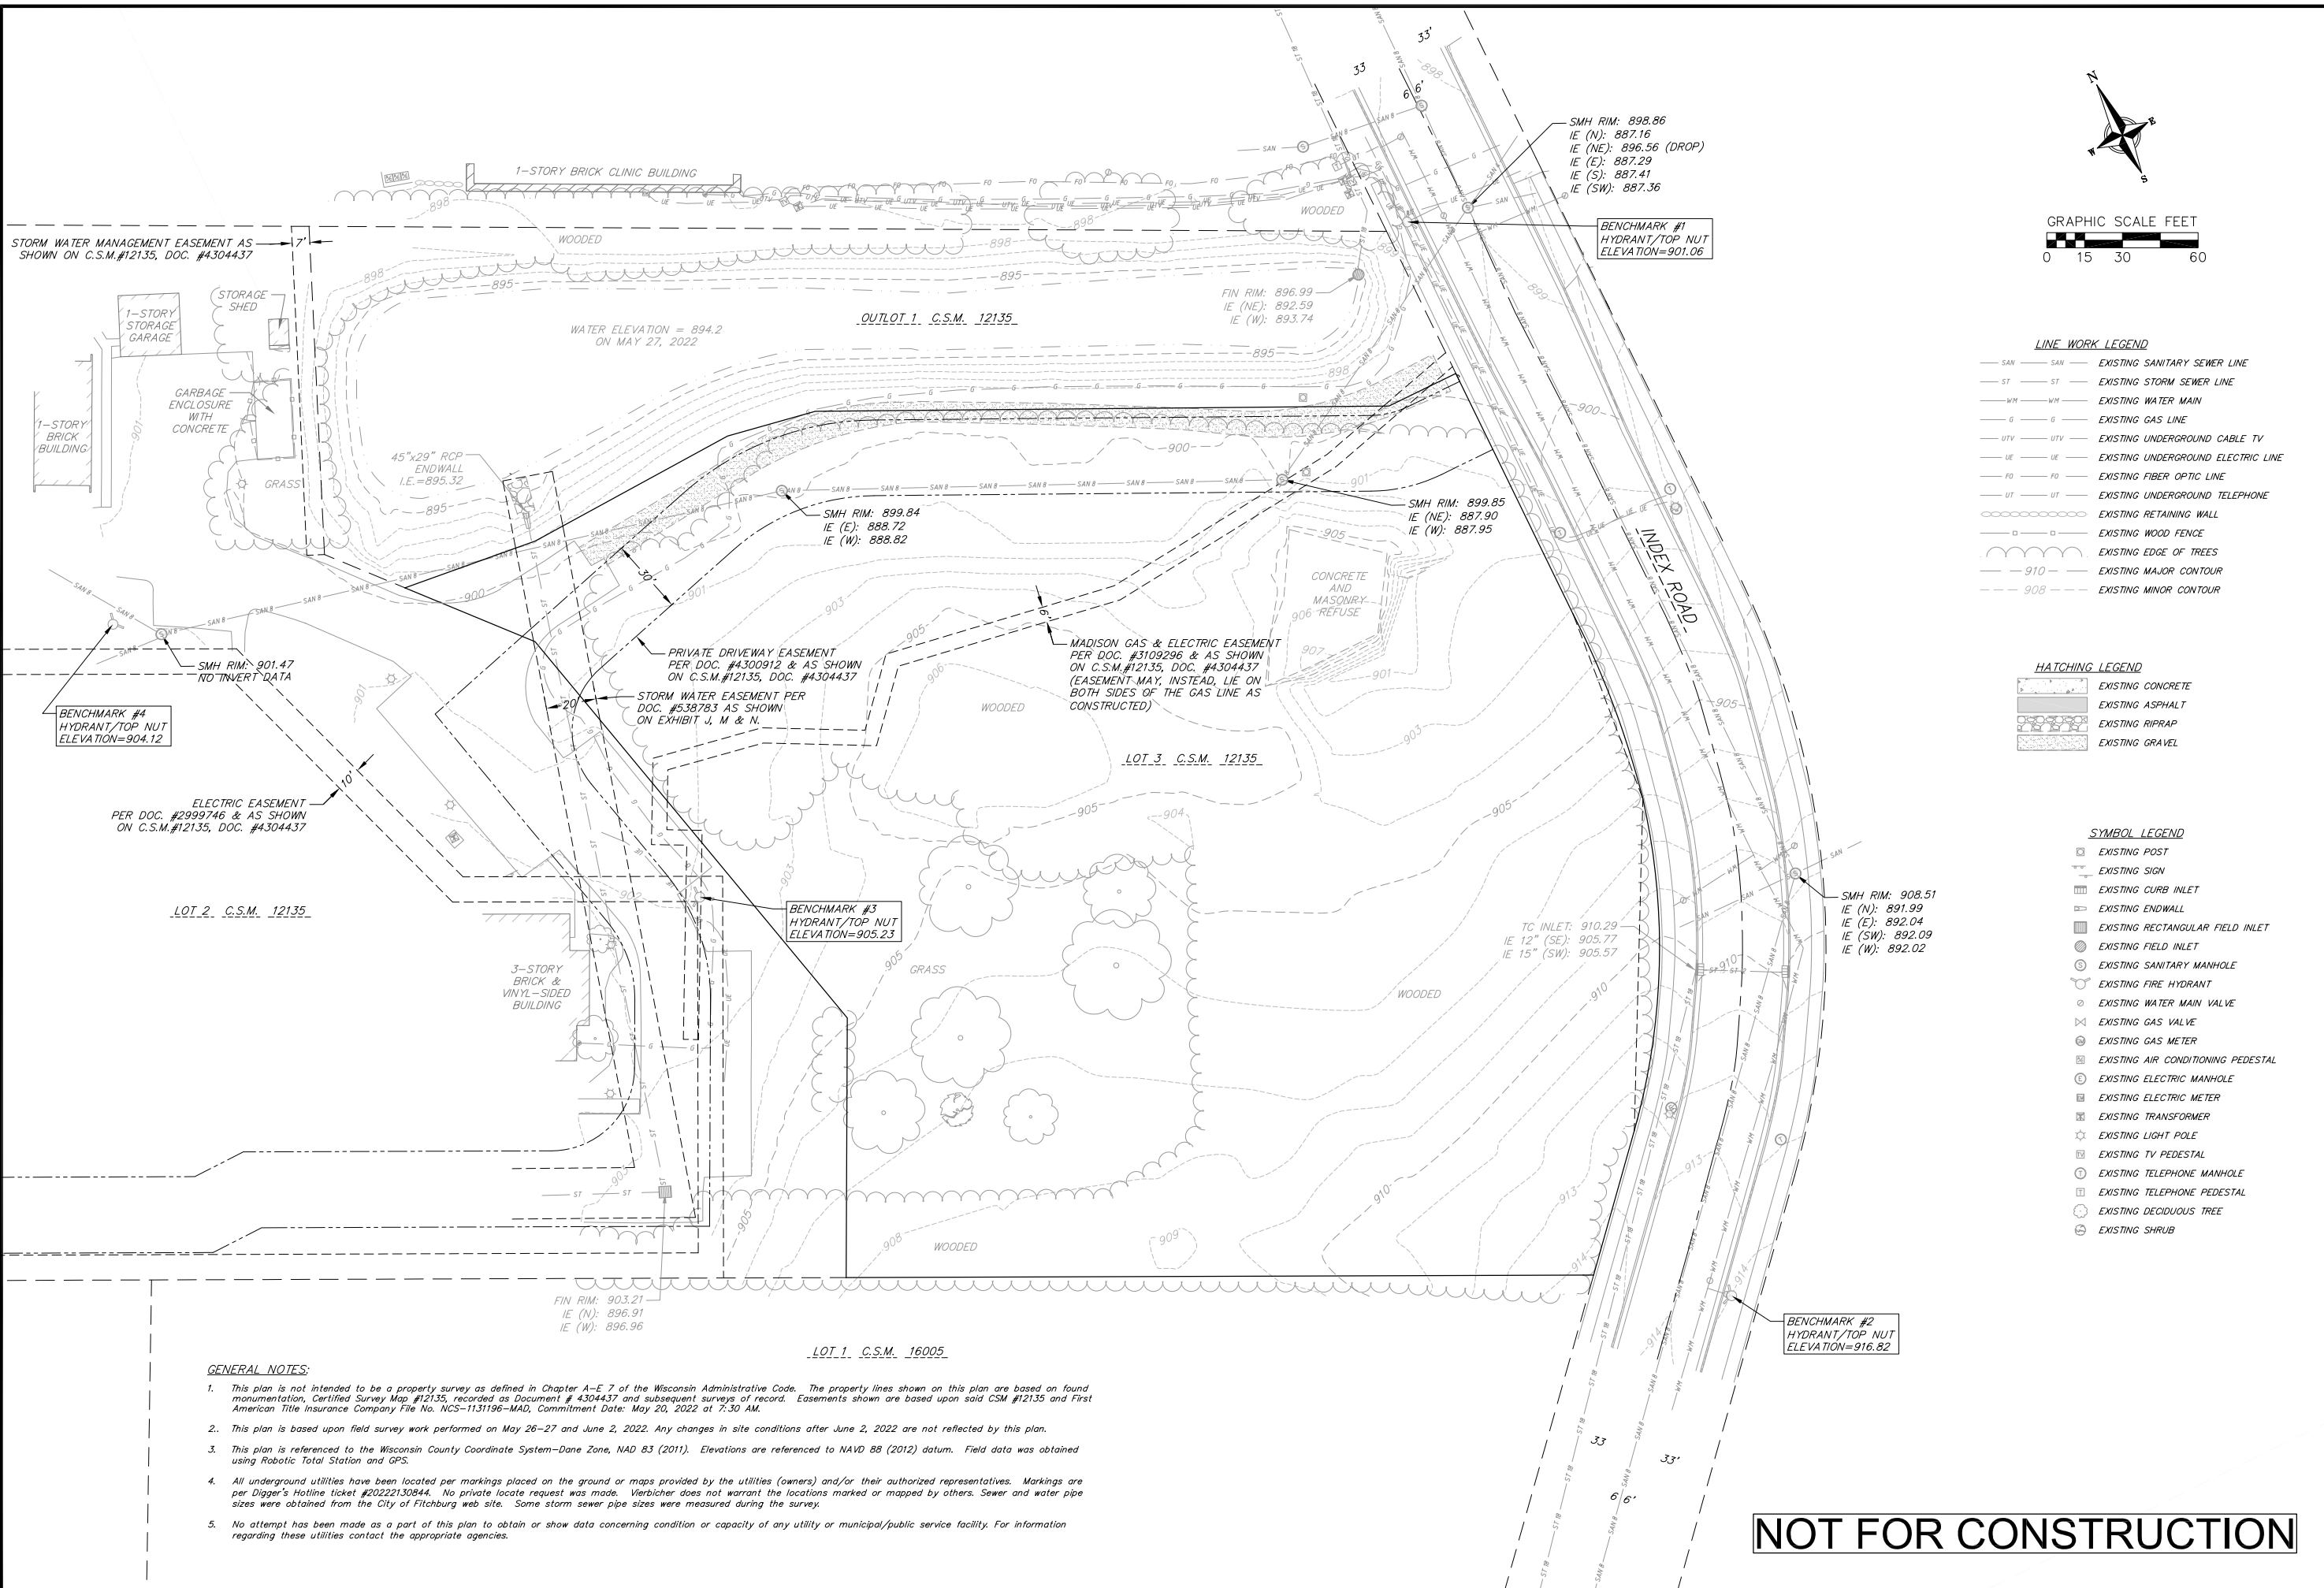 33'
33
6 6'
N
E
W
S
GRAPHIC SCALE FEET
0 15 30 60
SMH RIM: 898.86
IE (N): 887.16
IE (NE): 896.56 (DROP)
IE (E): 887.29
IE (S): 887.41
IE (SW): 887.36
BENCHMARK #1
HYDRANT/TOP NUT
ELEVATION=901.06
1-STORY BRICK CLINIC BUILDING
WOODED
WOODED
STORM WATER MANAGEMENT EASEMENT AS
SHOWN ON C.S.M.#12135, DOC. #4304437
7'
1-STORY
STORAGE
GARAGE
STORAGE
SHED
1-STORY
BRICK
BUILDING
GARBAGE
ENCLOSURE
WITH
CONCRETE
GRASS
WATER ELEVATION = 894.2
ON MAY 27, 2022
OUTLOT 1 C.S.M. 12135
FIN RIM: 896.99
IE (NE): 892.59
IE (W): 893.74
45"x29" RCP
ENDWALL
I.E.=895.32
SMH RIM: 899.84
IE (E): 888.72
IE (W): 888.82
SMH RIM: 899.85
IE (NE): 887.90
IE (W): 887.95
INDEX ROAD
CONCRETE
AND
MASONRY
REFUSE
30'
6'
SMH RIM: 901.47
NO INVERT DATA
PRIVATE DRIVEWAY EASEMENT
PER DOC. #4300912 & AS SHOWN
ON C.S.M.#12135, DOC. #4304437
STORM WATER EASEMENT PER
DOC. #538783 AS SHOWN
ON EXHIBIT J, M & N.
20'
MADISON GAS & ELECTRIC EASEMENT
PER DOC. #3109296 & AS SHOWN
ON C.S.M.#12135, DOC. #4304437
(EASEMENT MAY, INSTEAD, LIE ON
BOTH SIDES OF THE GAS LINE AS
CONSTRUCTED)
BENCHMARK #4
HYDRANT/TOP NUT
ELEVATION=904.12
10'
ELECTRIC EASEMENT
PER DOC. #2999746 & AS SHOWN
ON C.S.M.#12135, DOC. #4304437
WOODED
LOT 3 C.S.M. 12135
LOT 2 C.S.M. 12135
BENCHMARK #3
HYDRANT/TOP NUT
ELEVATION=905.23
3-STORY
BRICK &
VINYL-SIDED
BUILDING
GRASS
WOODED
TC INLET: 910.29
IE 12" (SE): 905.77
IE 15" (SW): 905.57
SMH RIM: 908.51
IE (N): 891.99
IE (E): 892.04
IE (SW): 892.09
IE (W): 892.02
WOODED
FIN RIM: 903.21
IE (N): 896.91
IE (W): 896.96
BENCHMARK #2
HYDRANT/TOP NUT
ELEVATION=916.82
LOT 1 C.S.M. 16005
33
33'
6 6'
LINE WORK LEGEND
SAN SAN EXISTING SANITARY SEWER LINE
ST ST EXISTING STORM SEWER LINE
WM WM EXISTING WATER MAIN
G G EXISTING GAS LINE
UTV UTV EXISTING UNDERGROUND CABLE TV
UE UE EXISTING UNDERGROUND ELECTRIC LINE
FO FO EXISTING FIBER OPTIC LINE
UT UT EXISTING UNDERGROUND TELEPHONE
EXISTING RETAINING WALL
EXISTING WOOD FENCE
EXISTING EDGE OF TREES
910 EXISTING MAJOR CONTOUR
908 EXISTING MINOR CONTOUR
HATCHING LEGEND
EXISTING CONCRETE
EXISTING ASPHALT
EXISTING RIPRAP
EXISTING GRAVEL
SYMBOL LEGEND
EXISTING POST
EXISTING SIGN
EXISTING CURB INLET
EXISTING ENDWALL
EXISTING RECTANGULAR FIELD INLET
EXISTING FIELD INLET
EXISTING SANITARY MANHOLE
EXISTING FIRE HYDRANT
EXISTING WATER MAIN VALVE
EXISTING GAS VALVE
EXISTING GAS METER
EXISTING AIR CONDITIONING PEDESTAL
EXISTING ELECTRIC MANHOLE
EXISTING ELECTRIC METER
EXISTING TRANSFORMER
EXISTING LIGHT POLE
EXISTING TV PEDESTAL
EXISTING TELEPHONE MANHOLE
EXISTING TELEPHONE PEDESTAL
EXISTING DECIDUOUS TREE
EXISTING SHRUB
GENERAL NOTES:
1. This plan is not intended to be a property survey as defined in Chapter A-E 7 of the Wisconsin Administrative Code. The property lines shown on this plan are based on found
monumentation, Certified Survey Map #12135, recorded as Document # 4304437 and subsequent surveys of record. Easements shown are based upon said CSM #12135 and First
American Title Insurance Company File No. NCS-1131196-MAD, Commitment Date: May 20, 2022 at 7:30 AM.
2.. This plan is based upon field survey work performed on May 26-27 and June 2, 2022. Any changes in site conditions after June 2, 2022 are not reflected by this plan.
3. This plan is referenced to the Wisconsin County Coordinate System-Dane Zone, NAD 83 (2011). Elevations are referenced to NAVD 88 (2012) datum. Field data was obtained
using Robotic Total Station and GPS.
4. All underground utilities have been located per markings placed on the ground or maps provided by the utilities (owners) and/or their authorized representatives. Markings are
per Digger's Hotline ticket #20222130844. No private locate request was made. Vierbicher does not warrant the locations marked or mapped by others. Sewer and water pipe
sizes were obtained from the City of Fitchburg web site. Some storm sewer pipe sizes were measured during the survey.
5. No attempt has been made as a part of this plan to obtain or show data concerning condition or capacity of any utility or municipal/public service facility. For information
regarding these utilities contact the appropriate agencies.
NOT FOR CONSTRUCTION